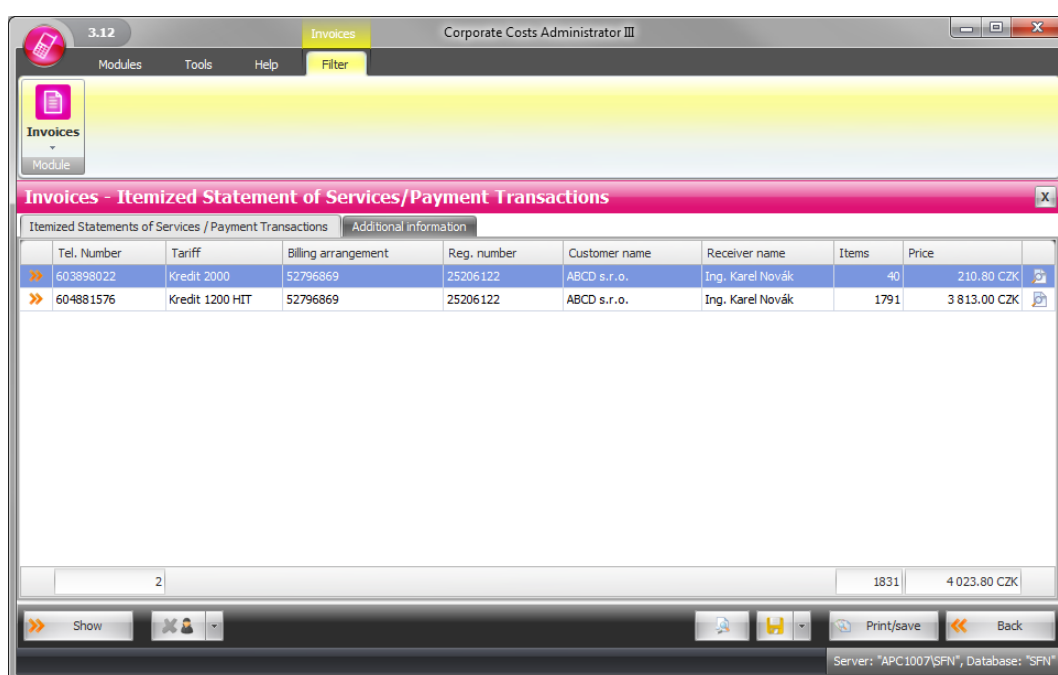 3.12 Invoices Corporate Costs Administrator III
Modules Tools Help Filter
Invoices
Module
Invoices - Itemized Statement of Services/Payment Transactions X
Itemized Statements of Services / Payment Transactions Additional information
Tel. Number Tariff Billing arrangement Reg. number Customer name Receiver name Items Price
603898022 Kredit 2000 52796869 25206122 ABCD s.r.o. Ing. Karel Novák 40 210.80 CZK
604881576 Kredit 1200 HIT 52796869 25206122 ABCD s.r.o. Ing. Karel Novák 1791 3 813.00 CZK
2 1831 4 023.80 CZK
Show Print/save Back
Server: "APC1007\SFN", Database: "SFN"